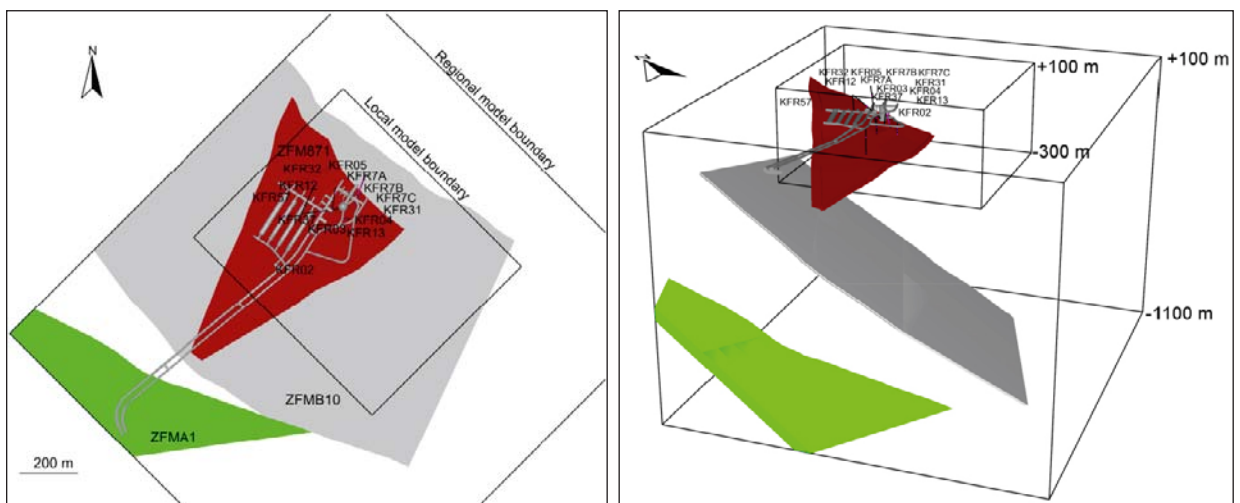 N
Regional model boundary
Local model boundary
ZFM871
KFR05
KFR32
KFR7A
KFR12
KFR7B
KFR57
KFR7C
KFR31
KFR37
KFR04
KFR03
KFR13
KFR02
ZFMB10
ZFMA1
200 m
+100 m
+100 m
KFR32 KFR05 KFR7B KFR7C
KFR12 KFR7A KFR31
KFR03 KFR04
KFR57 KFR37 KFR13
KFR02
-300 m
-1100 m